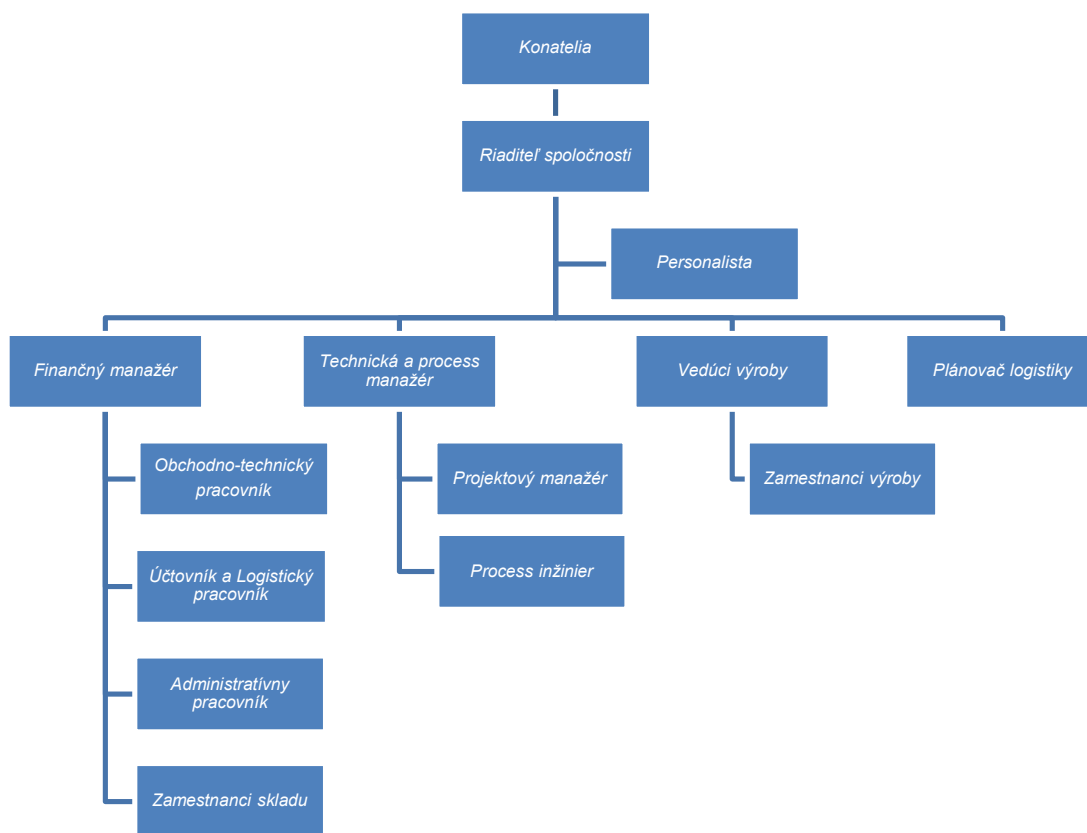 Konatelia
Riaditeľ spoločnosti
Personalista
Finančný manažér
Technická a process
manažér
Vedúci výroby
Plánovač logistiky
Obchodno-technický
pracovník
Projektový manažér
Zamestnanci výroby
Účtovník a Logistický
pracovník
Process inžinier
Administratívny
pracovník
Zamestnanci skladu